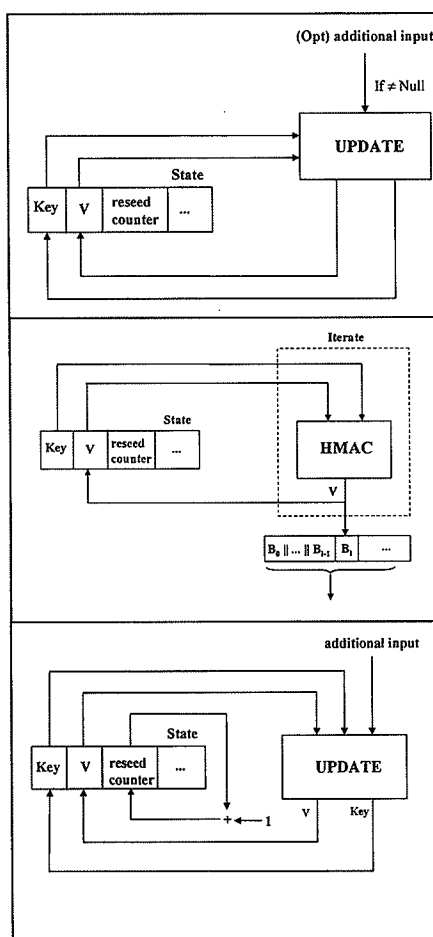 (Opt) additional input
If ≠ Null
UPDATE
State
Key V reseed counter ...
Iterate
State
Key V reseed counter ...
HMAC
V
B₀ || ... || Bᵢ₋₁ Bᵢ ...
additional input
State
Key V reseed counter ...
UPDATE
V Key
+ 1